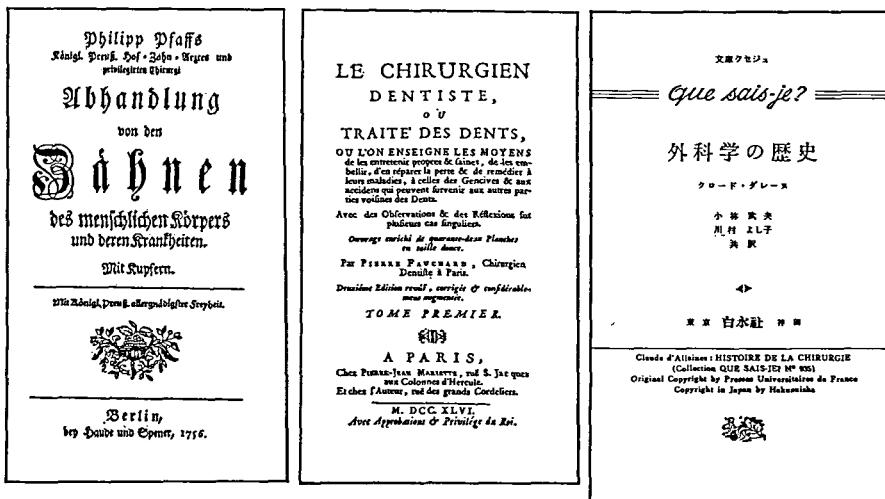 Philipp Pfaffs
Königl. Preuß. Hof-Zahn-Arztes und
privilegirten Chirurgi
Abhandlung
von den
Zähnen
des menschlichen Körpers
und deren Krankheiten.
Mit Kupfern.
Mit Königl. Preuß. allergnädigster Freyheit.
Berlin,
bey Haude und Spener, 1756.
LE CHIRURGIEN
DENTISTE,
OU
TRAITE' DES DENTS,
OU L'ON ENSEIGNE LES MOYENS
de les entretenir propres & saines, de les em-
bellir, d'en réparer la perte & de remédier à
leurs maladies, à celles des Gencives & aux
accidens qui peuvent survenir aux autres par-
ties voisines des Dents.
Avec des Observations & des Réflexions sur
plusieurs cas singuliers.
Ouvrage enrichi de quarante-deux Planches
en taille douce.
Par PIERRE FAUCHARD, Chirurgien
Dentiste à Paris.
Deuxième Edition revûë, corrigée & considérable-
ment augmentée.
TOME PREMIER.
A PARIS,
Chez PIERRE-JEAN MARIETTE, ruë S. Jacques
aux Colonnes d'Hercule.
Et chez l'Auteur, ruë des grands Cordeliers.
M. DCC. XLVI.
Avec Approbations & Privilége du Roi.
文庫クセジュ
Que sais-je?
外科学の歴史
クロード・ダレーヌ
小林武夫
川村よし子
共訳
東京 白水社 神田
Claude d'Allaines : HISTOIRE DE LA CHIRURGIE
(Collection QUE SAIS-JE? N° 935)
Original Copyright by Presses Universitaires de France
Copyright in Japan by Hakusuisha